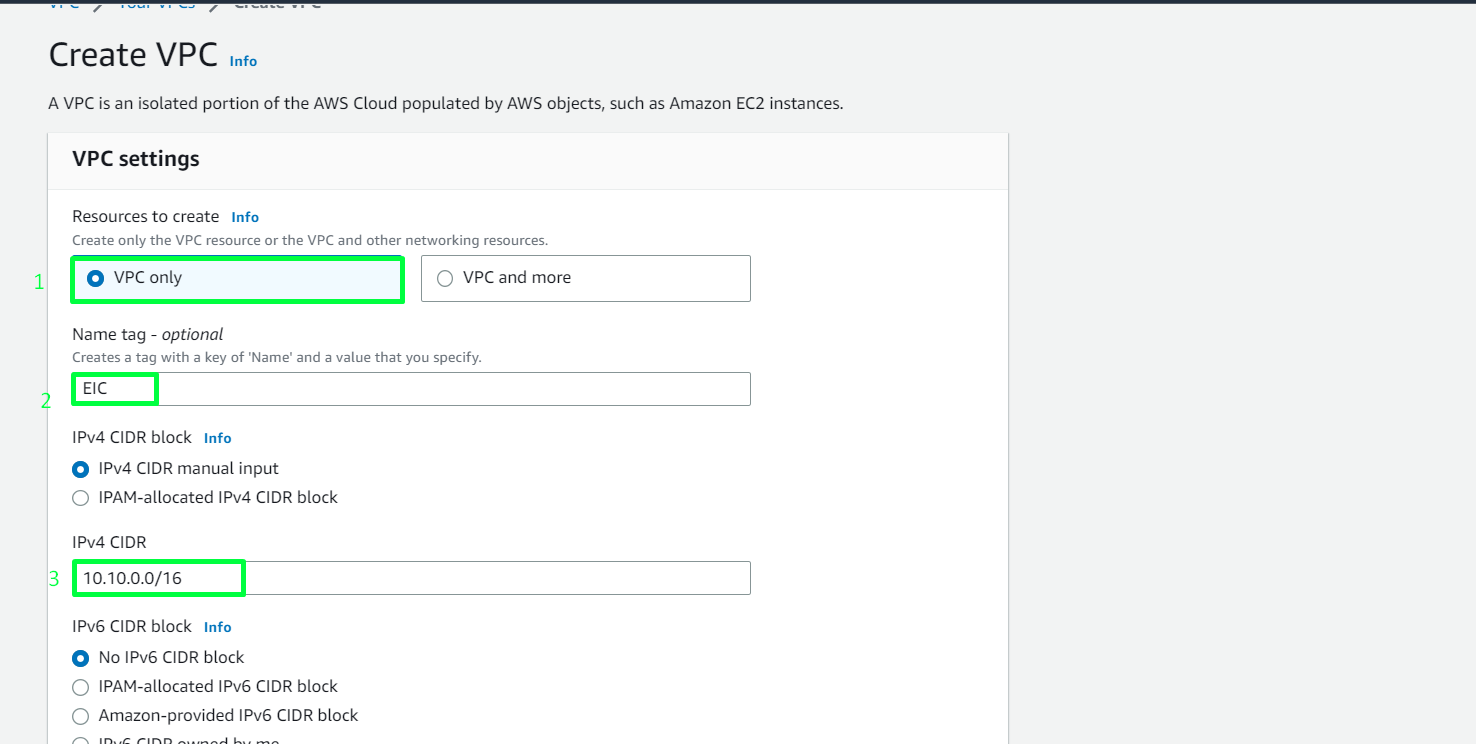 VPC > Your VPCs > Create VPC
Create VPC Info
A VPC is an isolated portion of the AWS Cloud populated by AWS objects, such as Amazon EC2 instances.
VPC settings
Resources to create Info
Create only the VPC resource or the VPC and other networking resources.
1 VPC only VPC and more
Name tag - optional
Creates a tag with a key of 'Name' and a value that you specify.
2 EIC
IPv4 CIDR block Info
IPv4 CIDR manual input
IPAM-allocated IPv4 CIDR block
IPv4 CIDR
3 10.10.0.0/16
IPv6 CIDR block Info
No IPv6 CIDR block
IPAM-allocated IPv6 CIDR block
Amazon-provided IPv6 CIDR block
IPv6 CIDR owned by me